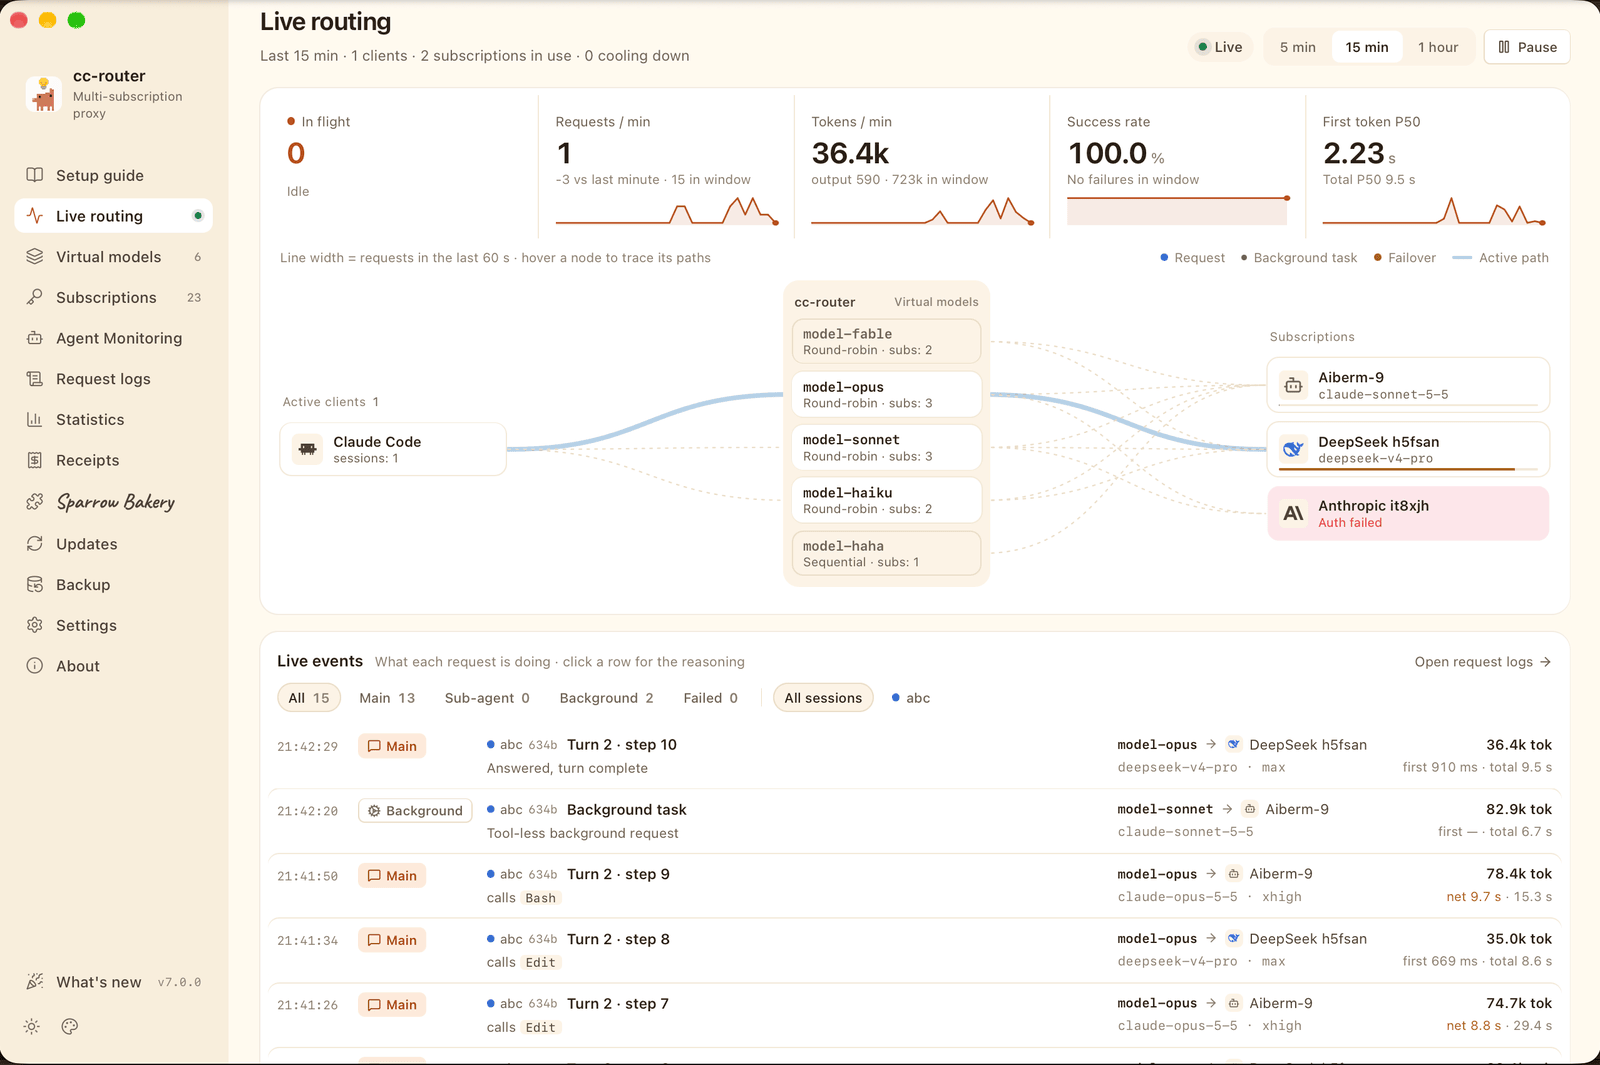 Live routing
Last 15 min · 1 clients · 2 subscriptions in use · 0 cooling down
Live
5 min
15 min
1 hour
Pause
cc-router
Multi-subscription
proxy
Setup guide
Live routing
Virtual models 6
Subscriptions 23
Agent Monitoring
Request logs
Statistics
Receipts
Sparrow Bakery
Updates
Backup
Settings
About
What's new v7.0.0
In flight
0
Idle
Requests / min
1
-3 vs last minute · 15 in window
Tokens / min
36.4k
output 590 · 723k in window
Success rate
100.0 %
No failures in window
First token P50
2.23 s
Total P50 9.5 s
Line width = requests in the last 60 s · hover a node to trace its paths
Request
Background task
Failover
Active path
Active clients 1
Claude Code
sessions: 1
cc-router Virtual models
model-fable
Round-robin · subs: 2
model-opus
Round-robin · subs: 3
model-sonnet
Round-robin · subs: 3
model-haiku
Round-robin · subs: 2
model-haha
Sequential · subs: 1
Subscriptions
Aiberm-9
claude-sonnet-5-5
DeepSeek h5fsan
deepseek-v4-pro
Anthropic it8xjh
Auth failed
Live events What each request is doing · click a row for the reasoning
Open request logs →
All 15
Main 13
Sub-agent 0
Background 2
Failed 0
All sessions
abc
21:42:29 Main abc 634b Turn 2 · step 10 model-opus → DeepSeek h5fsan 36.4k tok
Answered, turn complete deepseek-v4-pro · max first 910 ms · total 9.5 s
21:42:20 Background abc 634b Background task model-sonnet → Aiberm-9 82.9k tok
Tool-less background request claude-sonnet-5-5 first — · total 6.7 s
21:41:50 Main abc 634b Turn 2 · step 9 model-opus → Aiberm-9 78.4k tok
calls Bash claude-opus-5-5 · xhigh net 9.7 s · 15.3 s
21:41:34 Main abc 634b Turn 2 · step 8 model-opus → DeepSeek h5fsan 35.0k tok
calls Edit deepseek-v4-pro · max first 669 ms · total 8.6 s
21:41:26 Main abc 634b Turn 2 · step 7 model-opus → Aiberm-9 74.7k tok
calls Edit claude-opus-5-5 · xhigh net 8.8 s · 29.4 s